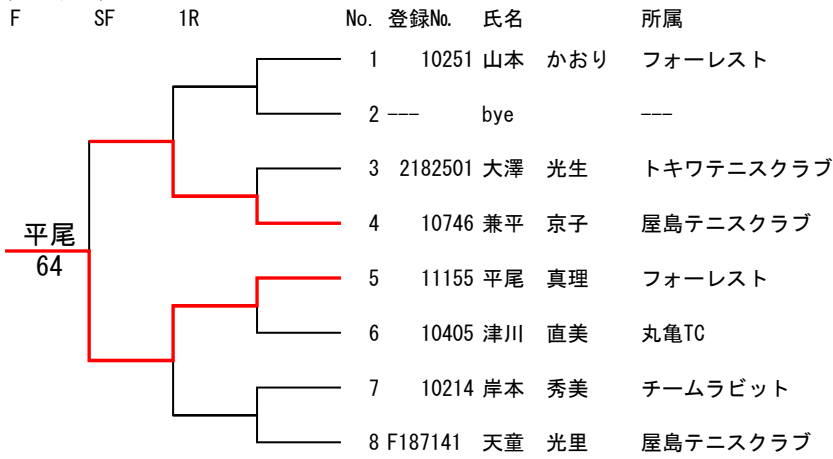 F SF 1R No. 登録No. 氏名 所属
1 10251 山本 かおり フォーレスト
2 --- bye ---
3 2182501 大澤 光生 トキワテニスクラブ
4 10746 兼平 京子 屋島テニスクラブ
平尾
64
5 11155 平尾 真理 フォーレスト
6 10405 津川 直美 丸亀TC
7 10214 岸本 秀美 チームラビット
8 F187141 天童 光里 屋島テニスクラブ